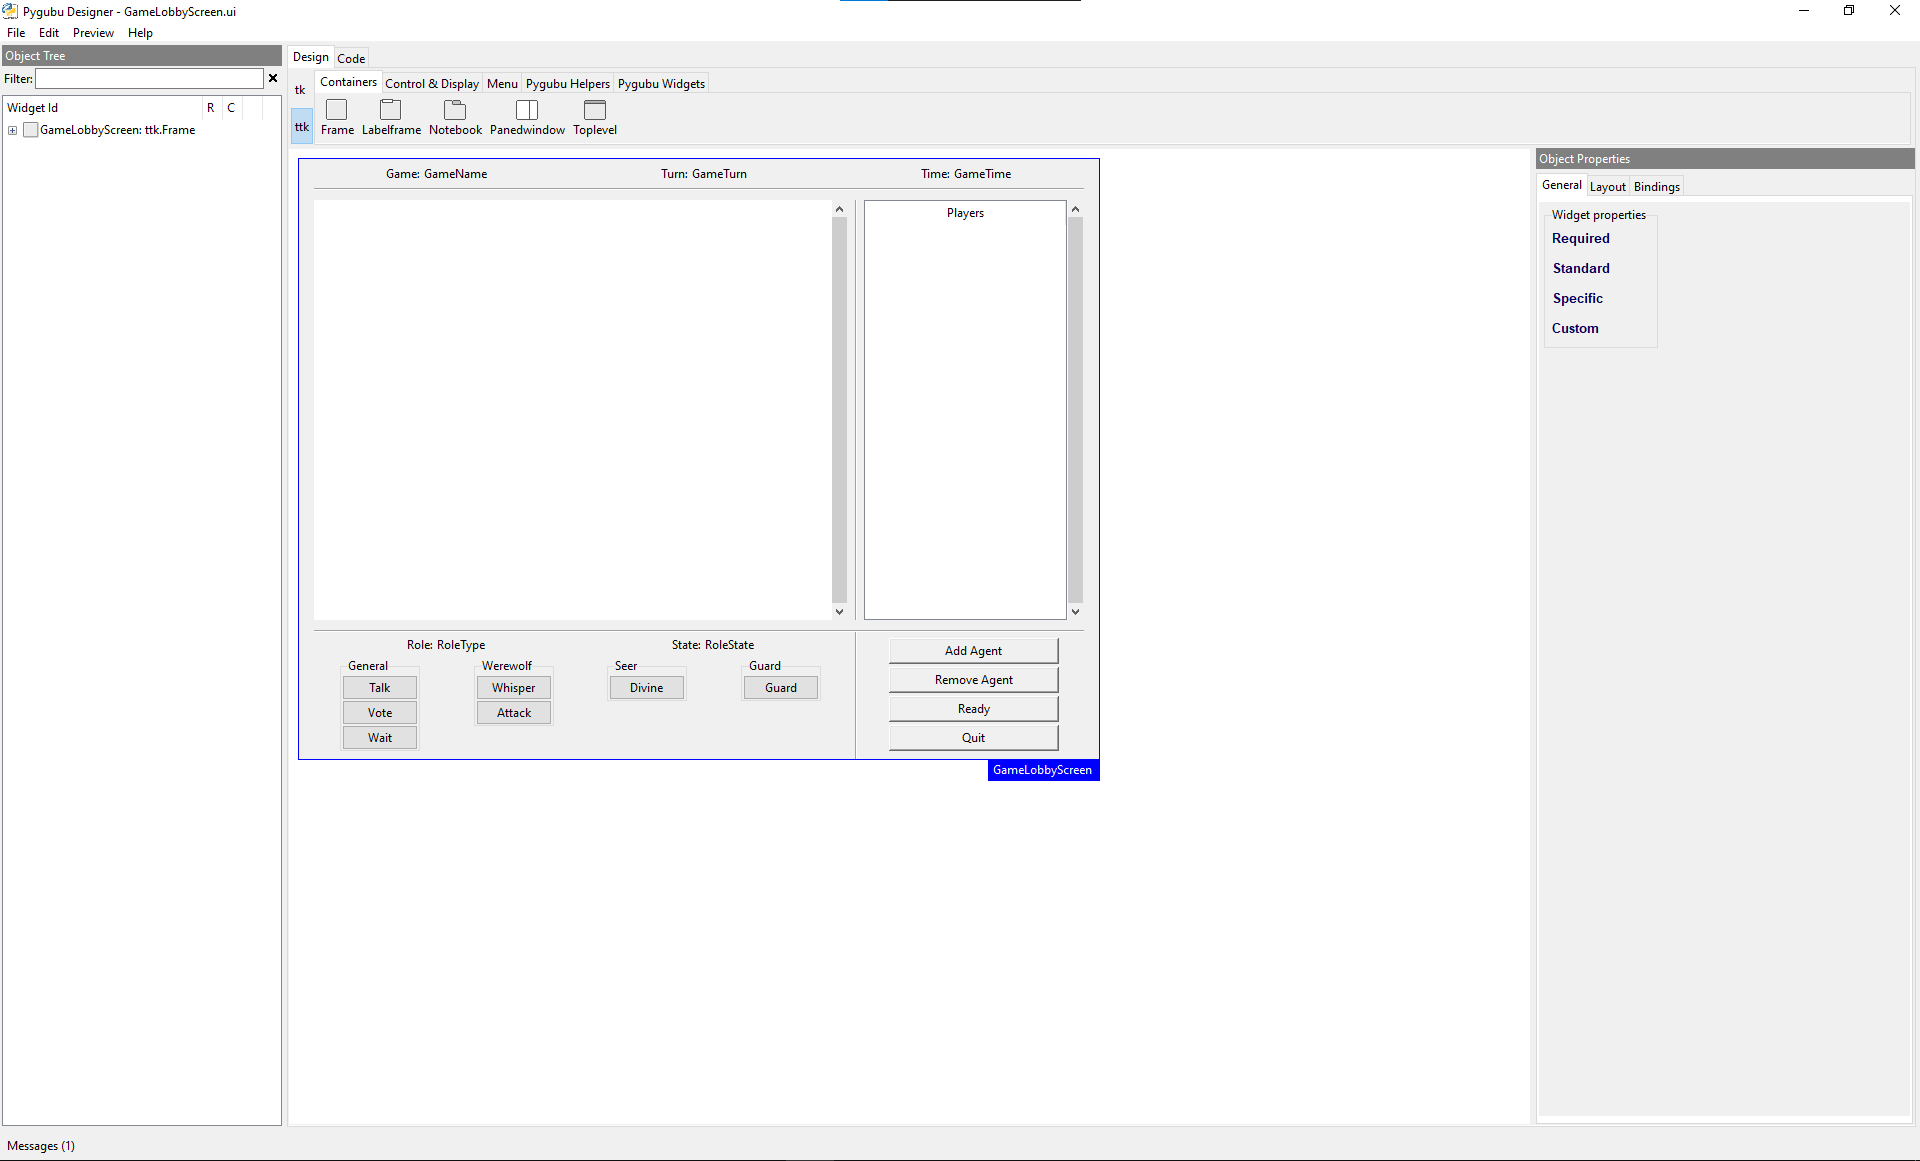 Pygubu Designer - GameLobbyScreen.ui
File Edit Preview Help
Object Tree
Filter:
Widget Id R C
GameLobbyScreen: ttk.Frame
Design Code
tk
ttk
Containers Control & Display Menu Pygubu Helpers Pygubu Widgets
Frame Labelframe Notebook Panedwindow Toplevel
Game: GameName Turn: GameTurn Time: GameTime
Players
Role: RoleType State: RoleState
General Werewolf Seer Guard
Talk Whisper Divine Guard
Vote Attack
Wait
Add Agent
Remove Agent
Ready
Quit
GameLobbyScreen
Object Properties
General Layout Bindings
Widget properties
Required
Standard
Specific
Custom
Messages (1)